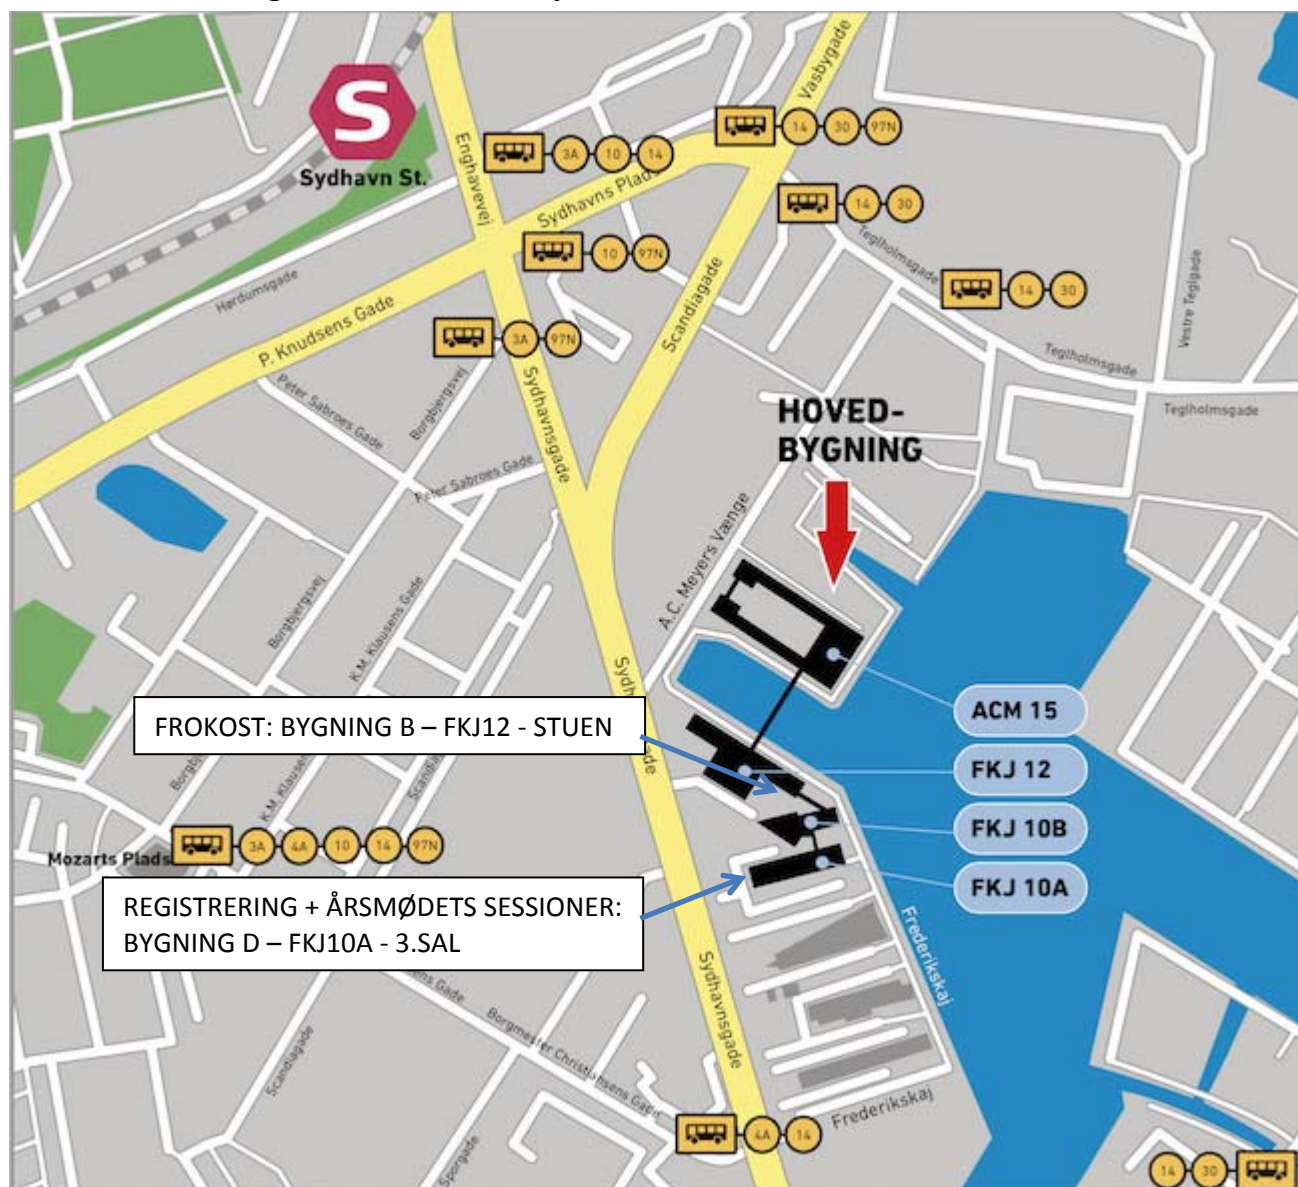 S
Sydhavn St.
Enghavevej
Vasbygade
14 30 97N
3A 10 14
Sydhavns Plads
14 30
10 97N
Teglholmsgade
14 30
Hørdumsgade
Scandiagade
Vestre Teglgade
P. Knudsens Gade
3A 97N
Teglholmsgade
Peter Sabroes Gade
Borgbjergsvej
Sydhavnsgade
Teglholmsgade
HOVED-
BYGNING
Peter Sabroes Gade
A.C. Meyers Vænge
Borgbjergsvej
K.M. Klausens Gade
ACM 15
FROKOST: BYGNING B – FKJ12 - STUEN
FKJ 12
K.M. Klausens
FKJ 10B
Mozarts Plads
3A 4A 10 14 97N
FKJ 10A
REGISTRERING + ÅRSMØDETS SESSIONER:
BYGNING D – FKJ10A - 3.SAL
Frederikskaj
Sydhavnsgade
Borgmester Christiansens Gade
Scandiagade
Frederikskaj
4A 14
Sporgade
14 30